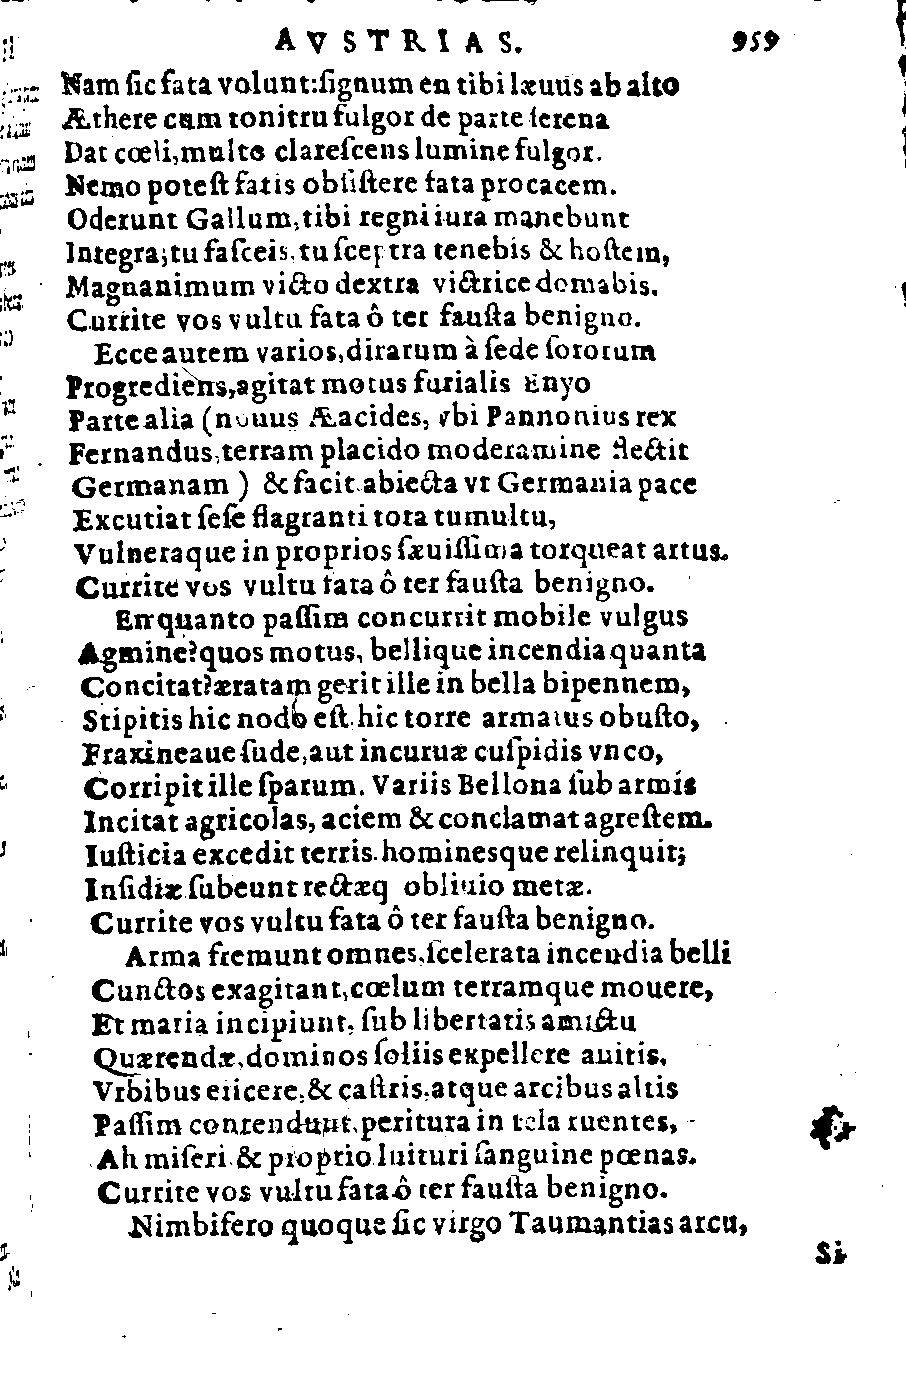 AVSTRIAS. 959
Nam ſic fata volunt:ſignum en tibi læuus ab alto
Æthere cum tonitru fulgor de parte ſerena
Dat cœli,multo clareſcens lumine fulgor.
Nemo poteſt fatis obſiſtere fata procacem.
Oderunt Gallum,tibi regni iura manebunt
Integra;tu faſceis,tu ſceptra tenebis & hoſtem,
Magnanimum victo dextra victrice domabis.
Currite vos vultu fata ô ter fauſta benigno.
Ecce autem varios,dirarum à ſede ſororum
Progrediens,agitat motus furialis Enyo
Parte alia (nouus Æacides, vbi Pannonius rex
Fernandus,terram placido moderamine flectit
Germanam ) & facit abiecta vt Germania pace
Excutiat ſeſe flagranti tota tumultu,
Vulneraque in proprios ſæuiſſima torqueat artus.
Currite vos vultu fata ô ter fauſta benigno.
En quanto paſſim concurrit mobile vulgus
Agmine?quos motus, bellique incendia quanta
Concitat?æratam gerit ille in bella bipennem,
Stipitis hic nodo eſt hic torre armatus obuſto,
Fraxineaue ſude,aut incuruæ cuſpidis vnco,
Corripit ille ſparum. Variis Bellona ſub armis
Incitat agricolas, aciem & conclamat agreſtem.
Iuſticia excedit terris hominesque relinquit;
Inſidiæ ſubeunt rectæq obliuio metæ.
Currite vos vultu fata ô ter fauſta benigno.
Arma fremunt omnes,ſcelerata incendia belli
Cunctos exagitant,cœlum terramque mouere,
Et maria incipiunt, ſub libertatis amictu
Quærendæ,dominos ſoliis expellere auitis,
Vrbibus eiicere,& caſtris,atque arcibus altis
Paſſim contendunt,peritura in tela ruentes,
Ah miſeri & proprio luituri ſanguine pœnas.
Currite vos vultu fata ô ter fauſta benigno.
Nimbifero quoque ſic virgo Taumantias arcu,
Si